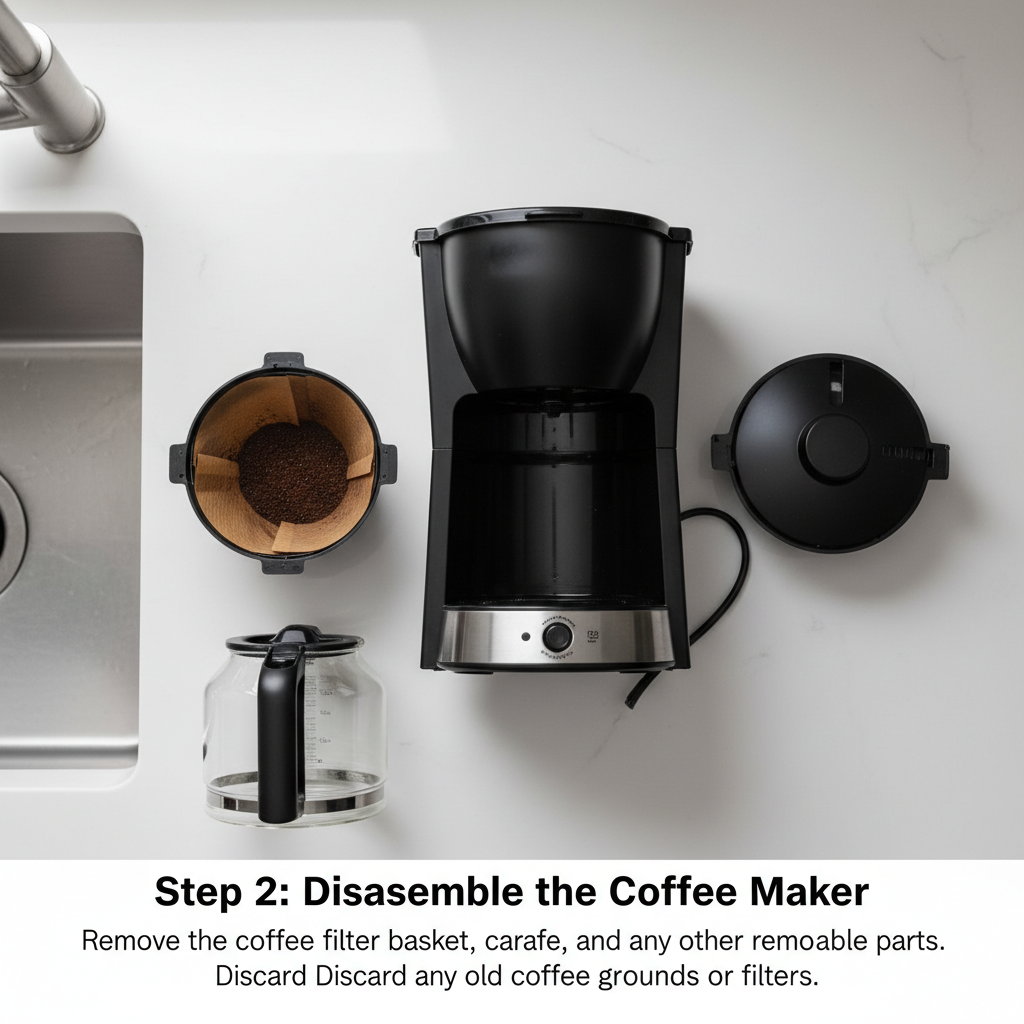 Step 2: Disasemble the Coffee Maker
Remove the coffee filter basket, carafe, and any other remoable parts.
Discard Discard any old coffee grounds or filters.